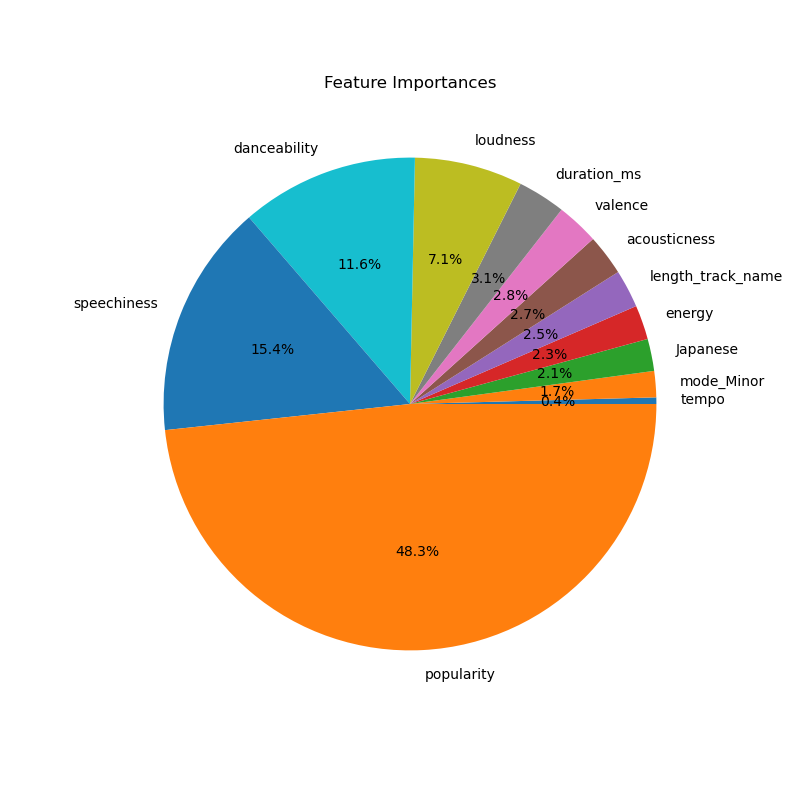 Feature Importances
loudness
danceability
duration_ms
valence
acousticness
7.1%
11.6%
length_track_name
3.1%
2.8%
speechiness
energy
2.7%
2.5%
15.4%
Japanese
2.3%
2.1%
mode_Minor
1.7%
tempo
0.4%
48.3%
popularity